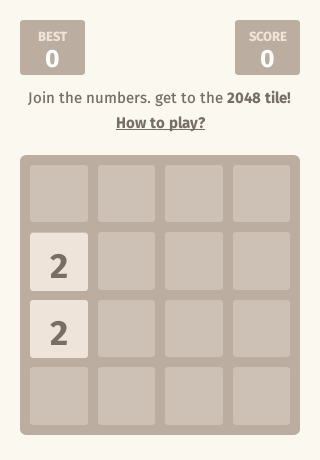 BEST
0
SCORE
0
Join the numbers. get to the 2048 tile!
How to play?
2
2